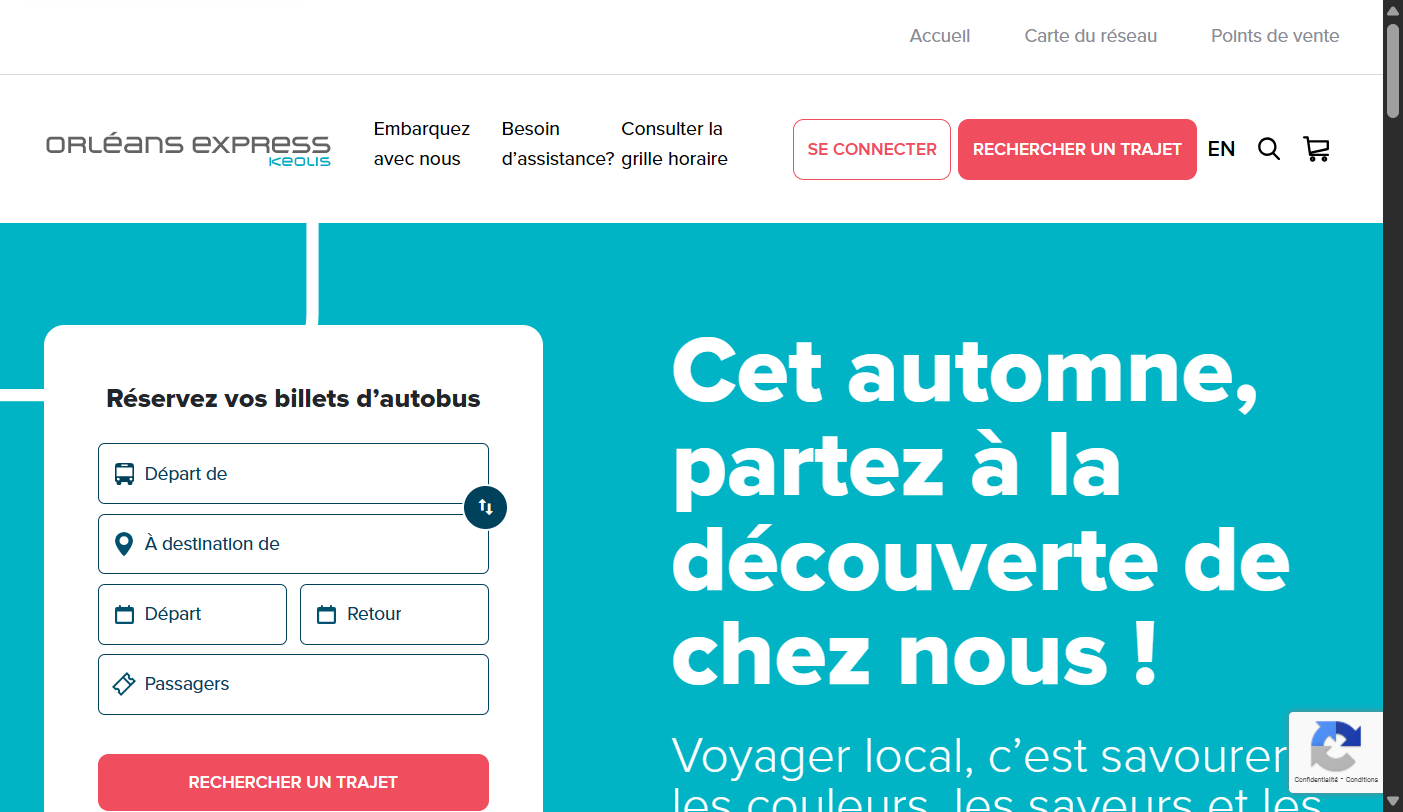 Accueil Carte du réseau Points de vente
ORLÉANS EXPRESS
KEOLIS
Embarquez avec nous
Besoin d’assistance?
Consulter la grille horaire
SE CONNECTER
RECHERCHER UN TRAJET
EN
Réservez vos billets d’autobus
Départ de
À destination de
Départ
Retour
Passagers
RECHERCHER UN TRAJET
Cet automne,
partez à la
découverte de
chez nous !
Voyager local, c’est savourer
les couleurs, les saveurs et les
Confidentialité - Conditions